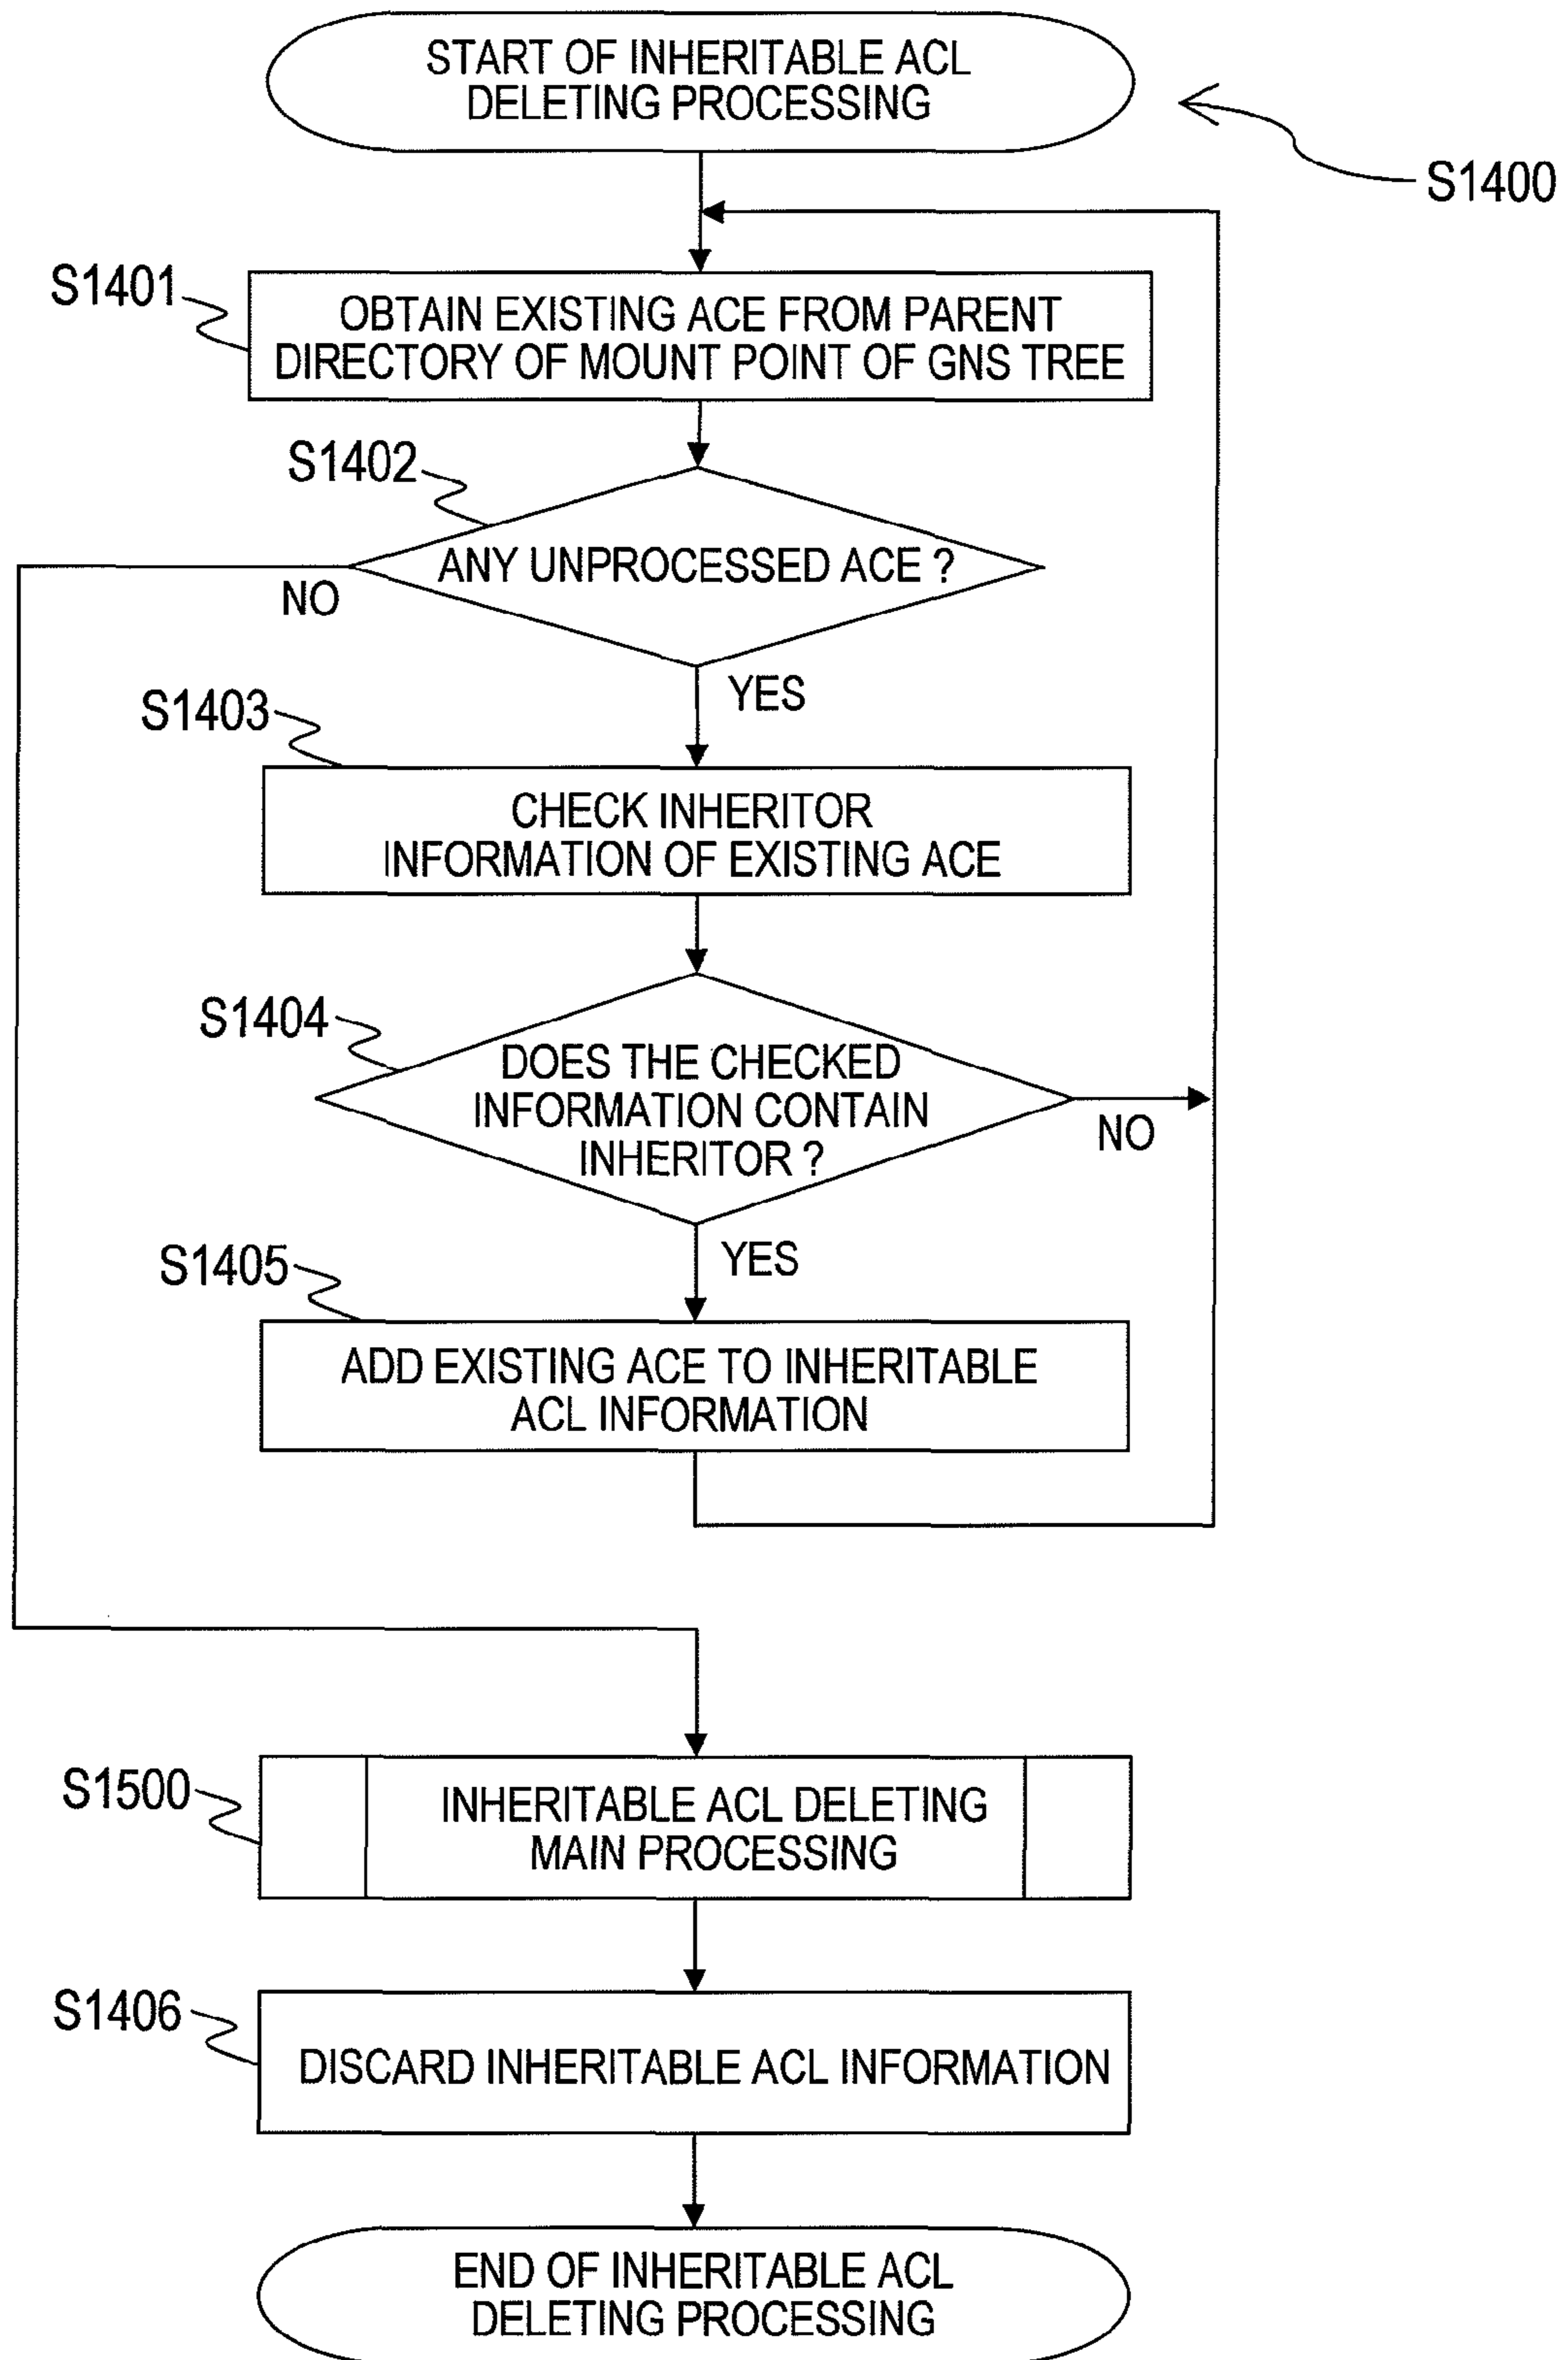 START OF INHERITABLE ACL
DELETING PROCESSING
S1400
S1401
OBTAIN EXISTING ACE FROM PARENT
DIRECTORY OF MOUNT POINT OF GNS TREE
S1402
ANY UNPROCESSED ACE ?
NO
YES
S1403
CHECK INHERITOR
INFORMATION OF EXISTING ACE
S1404
DOES THE CHECKED
INFORMATION CONTAIN
INHERITOR ?
NO
YES
S1405
ADD EXISTING ACE TO INHERITABLE
ACL INFORMATION
S1500
INHERITABLE ACL DELETING
MAIN PROCESSING
S1406
DISCARD INHERITABLE ACL INFORMATION
END OF INHERITABLE ACL
DELETING PROCESSING